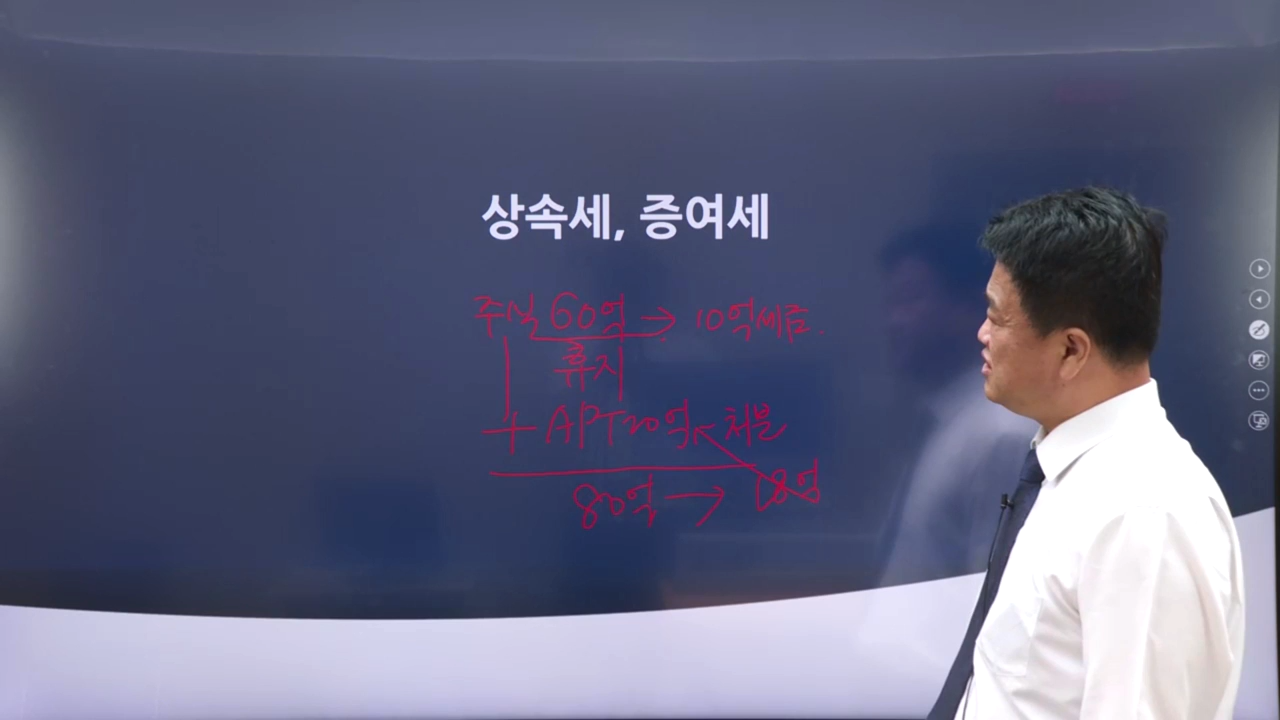 상속세, 증여세
주식 60억 → 10억세금.
휴지
+ APT 20억 처분
80억 → 18억